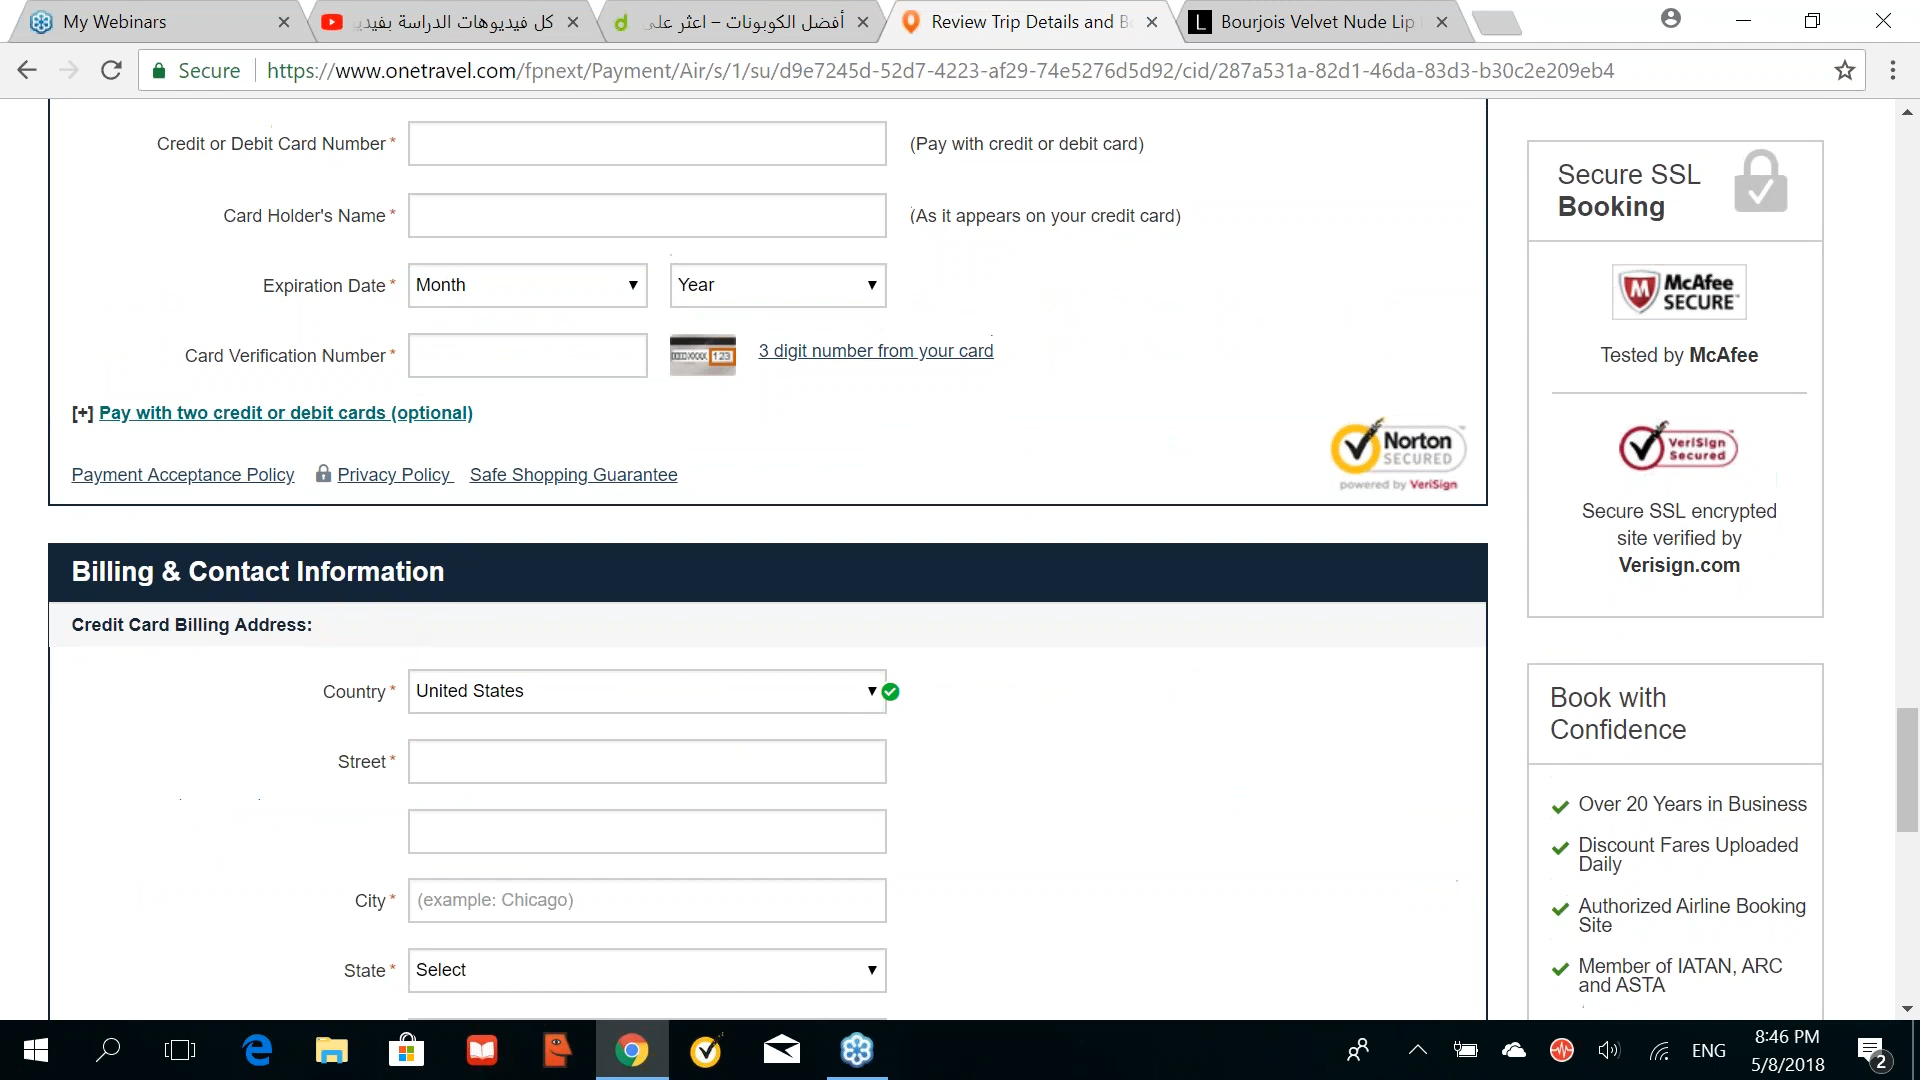 My Webinars
كل فيديوهات الدراسة بفيدي
أفضل الكوبونات – اعثر على
Review Trip Details and B
Bourjois Velvet Nude Lip
Secure
https://www.onetravel.com/fpnext/Payment/Air/s/1/su/d9e7245d-52d7-4223-af29-74e5276d5d92/cid/287a531a-82d1-46da-83d3-b30c2e209eb4
Credit or Debit Card Number *
(Pay with credit or debit card)
Card Holder's Name *
(As it appears on your credit card)
Expiration Date *
Month
Year
Card Verification Number *
123
3 digit number from your card
[+] Pay with two credit or debit cards (optional)
Payment Acceptance Policy
Privacy Policy
Safe Shopping Guarantee
Norton
SECURED
powered by VeriSign
Billing & Contact Information
Credit Card Billing Address:
Country *
United States
Street *
City *
(example: Chicago)
State *
Select
Secure SSL
Booking
McAfee
SECURE
Tested by McAfee
VeriSign
Secured
Secure SSL encrypted
site verified by
Verisign.com
Book with
Confidence
Over 20 Years in Business
Discount Fares Uploaded
Daily
Authorized Airline Booking
Site
Member of IATAN, ARC
and ASTA
ENG
8:46 PM
5/8/2018
2